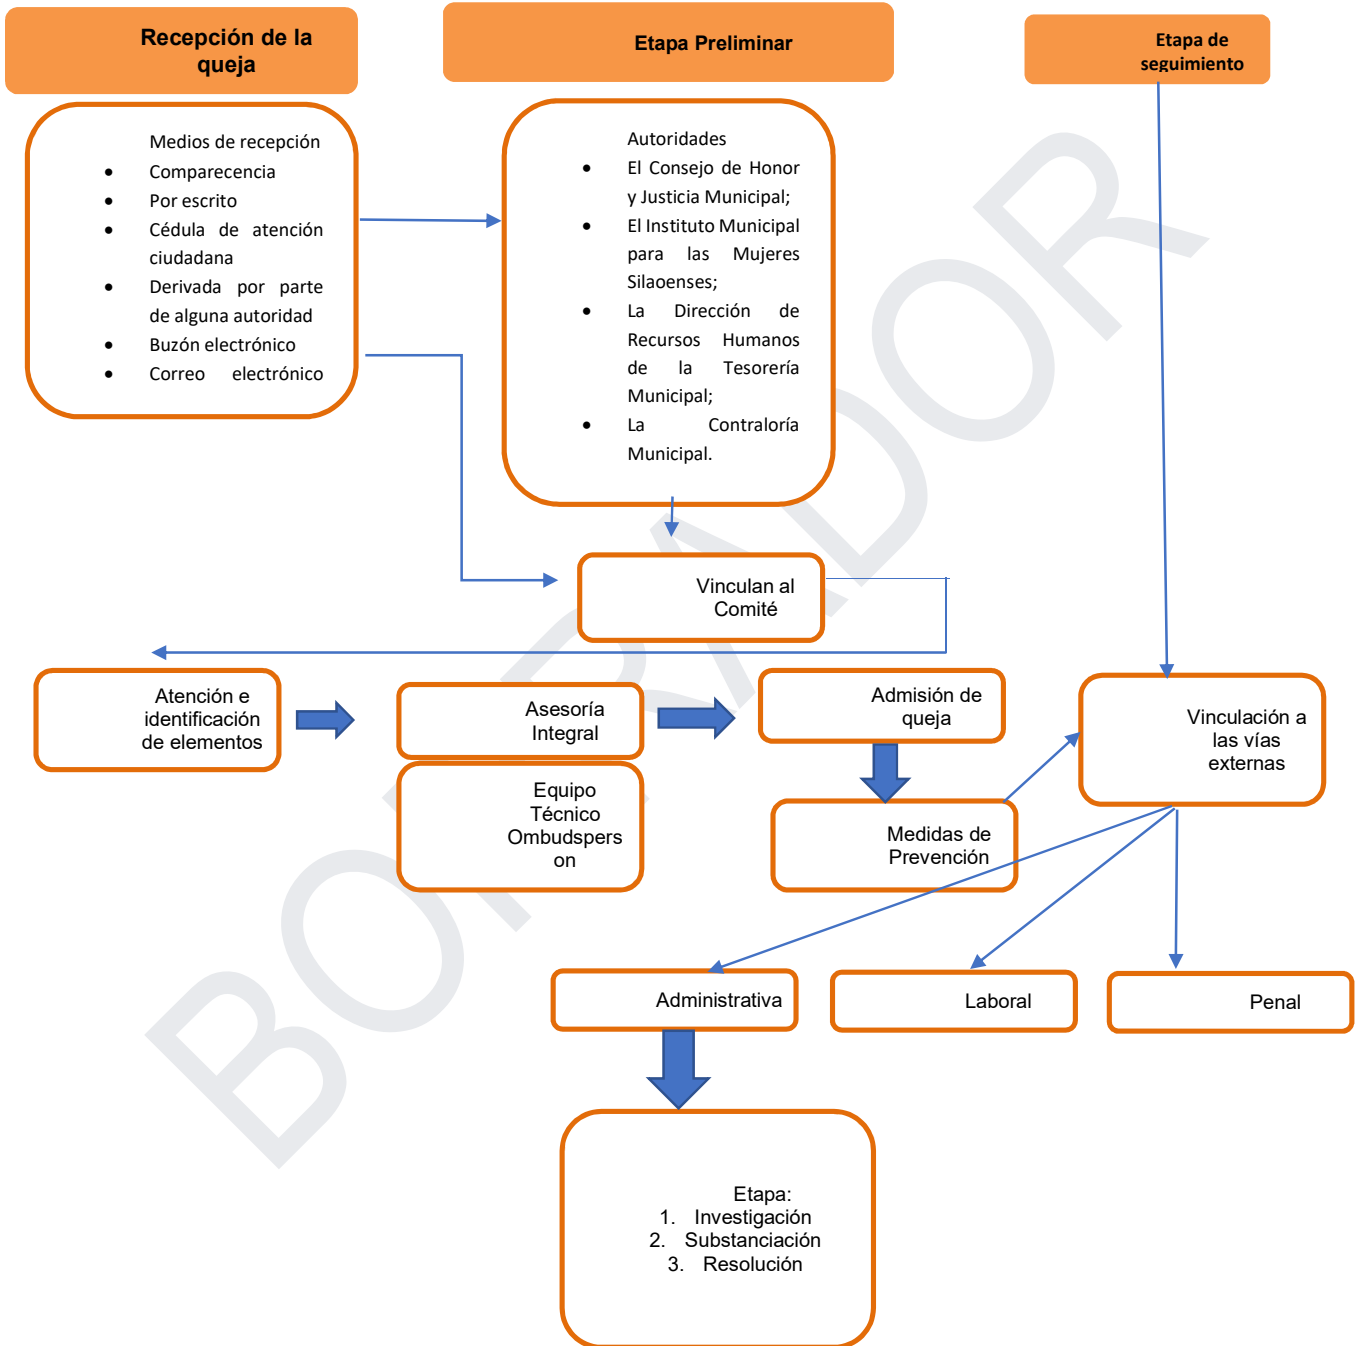 Recepción de la
queja
Etapa Preliminar
Etapa de
seguimiento
Medios de recepción
• Comparecencia
• Por escrito
• Cédula de atención
ciudadana
• Derivada por parte
de alguna autoridad
• Buzón electrónico
• Correo electrónico
Autoridades
• El Consejo de Honor
y Justicia Municipal;
• El Instituto Municipal
para las Mujeres
Silaoenses;
• La Dirección de
Recursos Humanos
de la Tesorería
Municipal;
• La Contraloría
Municipal.
Vinculan al
Comité
Atención e
identificación
de elementos
Asesoría
Integral
Equipo
Técnico
Ombudspers
on
Admisión de
queja
Medidas de
Prevención
Vinculación a
las vías
externas
Administrativa
Laboral
Penal
Etapa:
1. Investigación
2. Substanciación
3. Resolución
BORRADOR